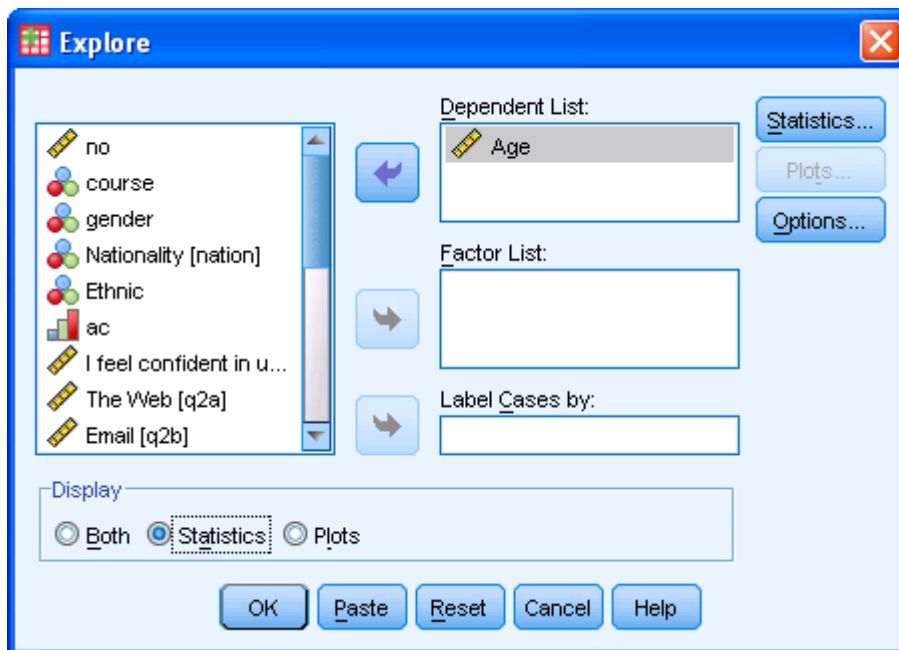 Explore
no
course
gender
Nationality [nation]
Ethnic
ac
I feel confident in u...
The Web [q2a]
Email [q2b]
Dependent List:
Age
Factor List:
Label Cases by:
Statistics...
Plots...
Options...
Display
Both Statistics Plots
OK Paste Reset Cancel Help